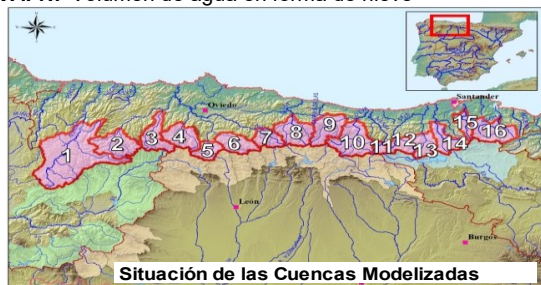 Volumen de agua en forma de nieve
Oviedo
Santander
1
2
3
4
5
6
7
8
9
10
11
12
13
14
15
16
León
Burgos
Situación de las Cuencas Modelizadas